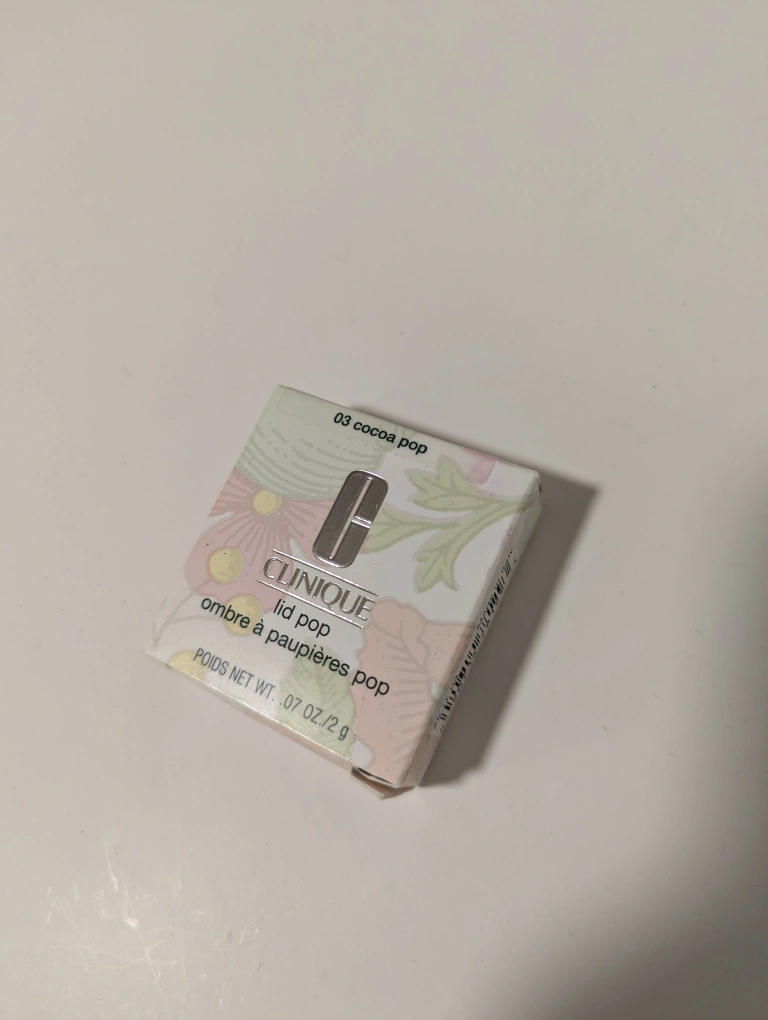 03 cocoa pop
CLINIQUE
lid pop
ombre à paupières pop
POIDS NET WT. .07 OZ./2 g